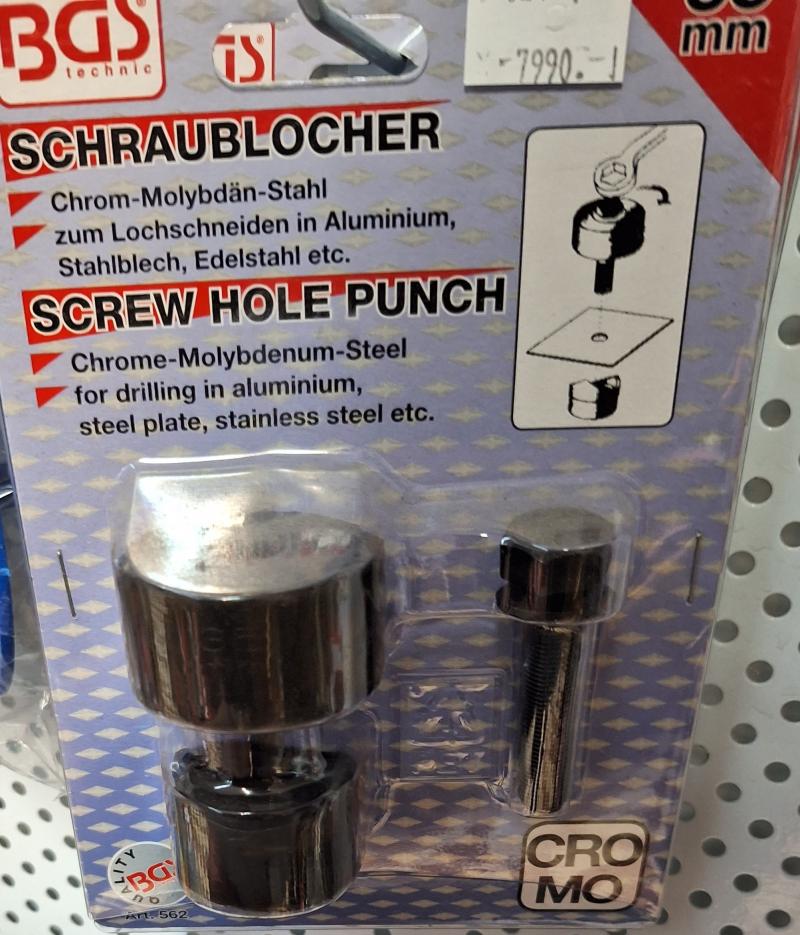 BGS®
technic
TS®
-7990.-
mm
SCHRAUBLOCHER
Chrom-Molybdän-Stahl
zum Lochschneiden in Aluminium,
Stahlblech, Edelstahl etc.
SCREW HOLE PUNCH
Chrome-Molybdenum-Steel
for drilling in aluminium,
steel plate, stainless steel etc.
QUALITY
BGS
Art. 562
CRO
MO